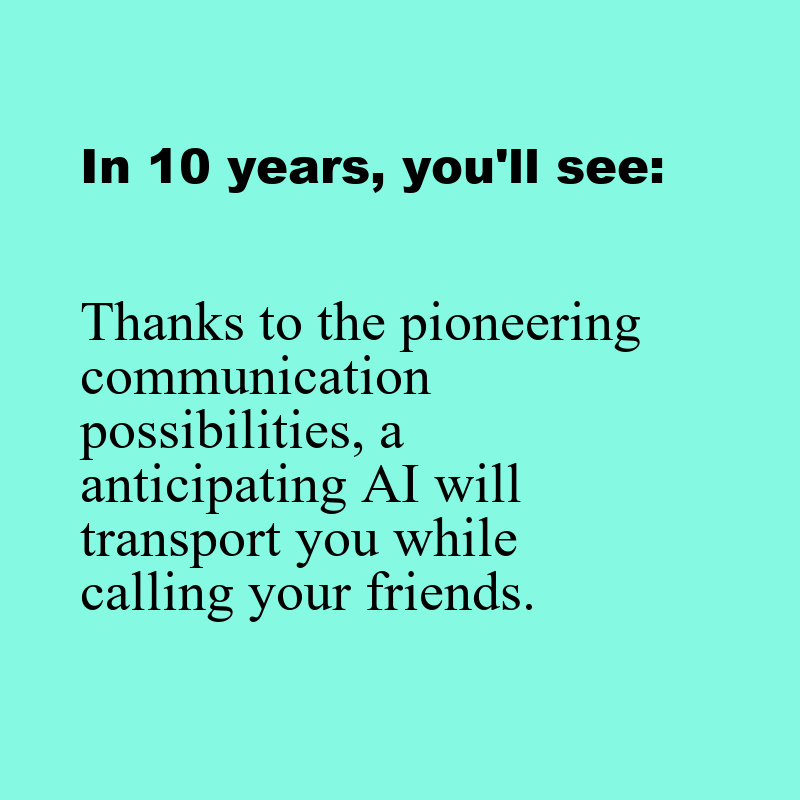 In 10 years, you'll see:
Thanks to the pioneering
communication
possibilities, a
anticipating AI will
transport you while
calling your friends.